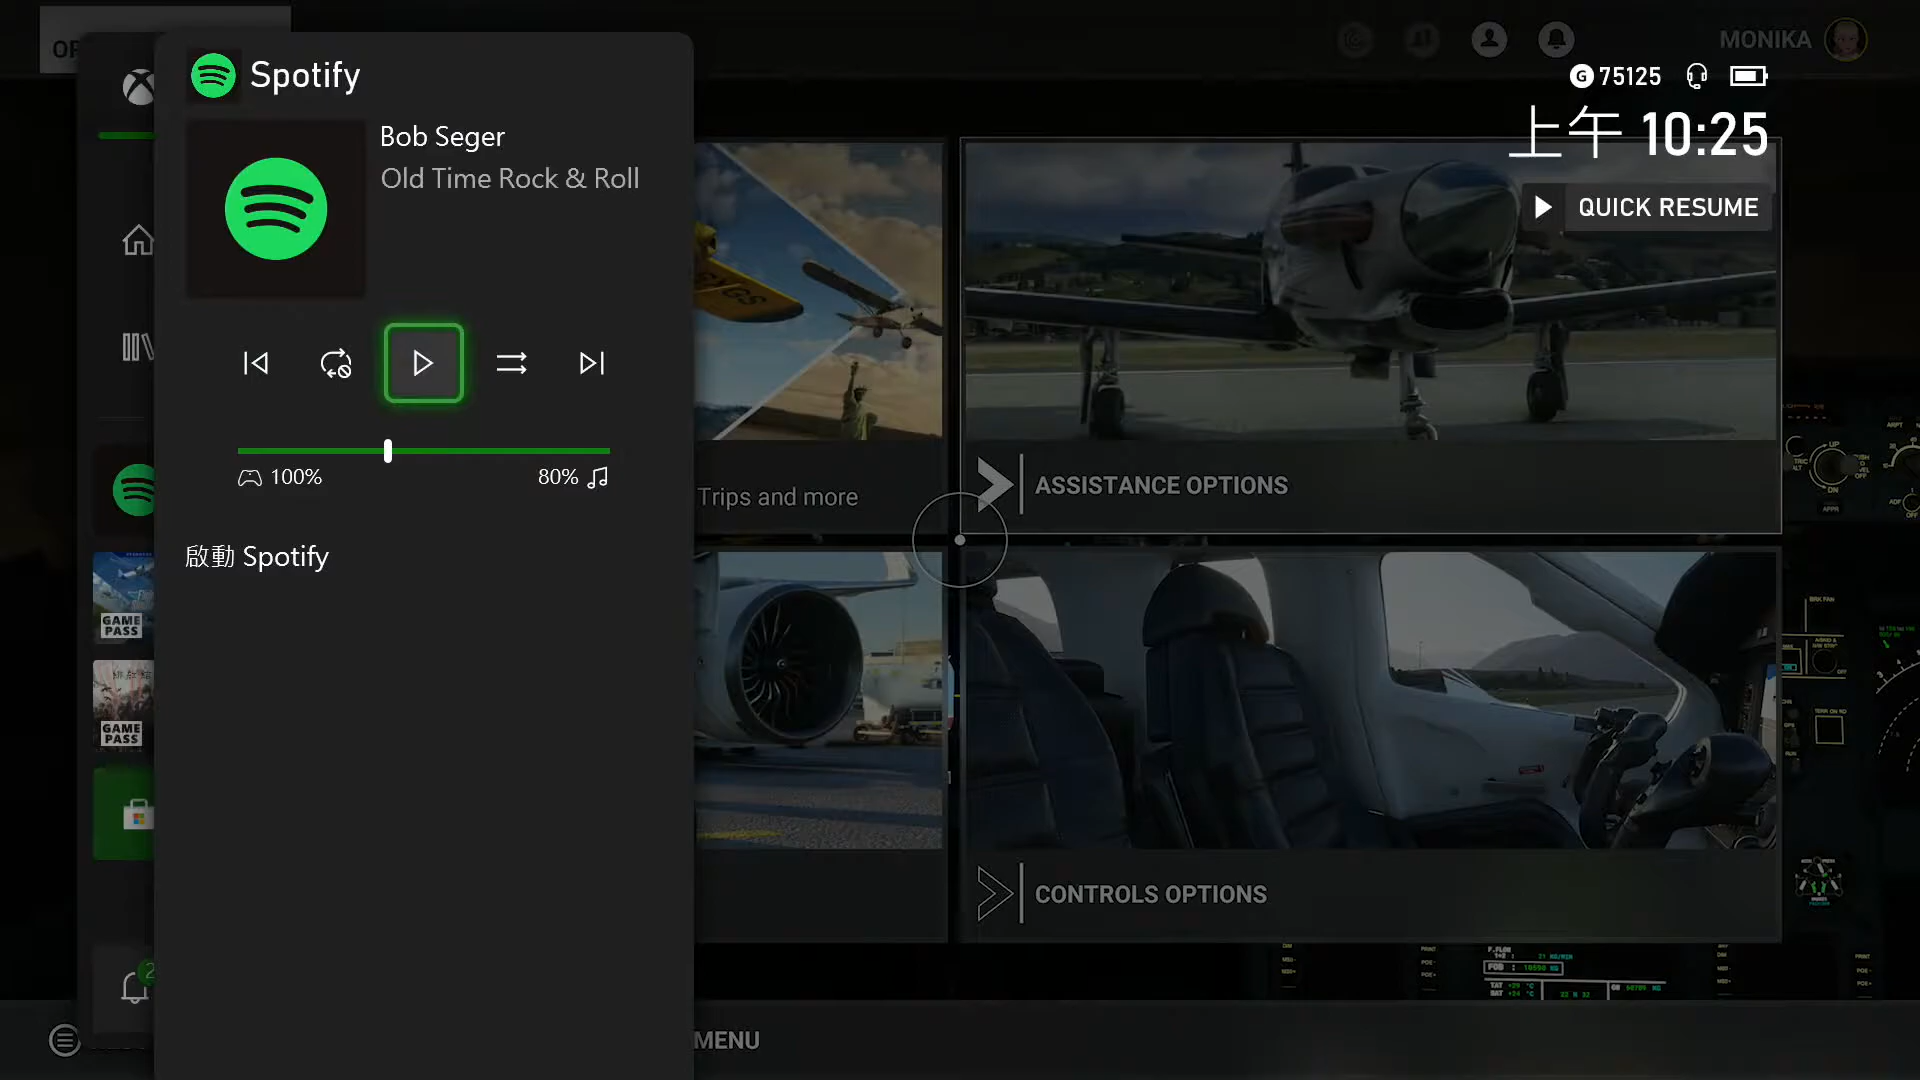 Spotify
Bob Seger
Old Time Rock & Roll
100%
80%
啟動 Spotify
GAME PASS
GAME PASS
2
MONIKA
G 75125
上午 10:25
QUICK RESUME
Trips and more
ASSISTANCE OPTIONS
CONTROLS OPTIONS
MENU